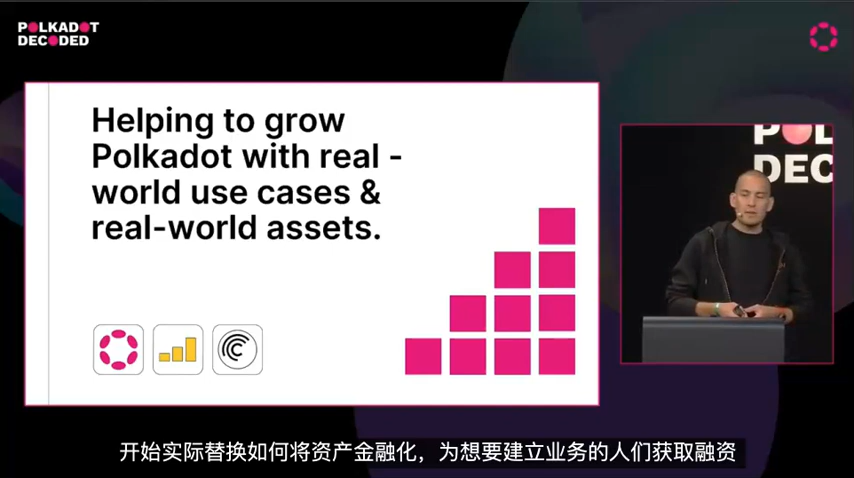 POLKADOT
DECODED
Helping to grow
Polkadot with real -
world use cases &
real-world assets.
POL
DEC
开始实际替换如何将资产金融化，为想要建立业务的人们获取融资